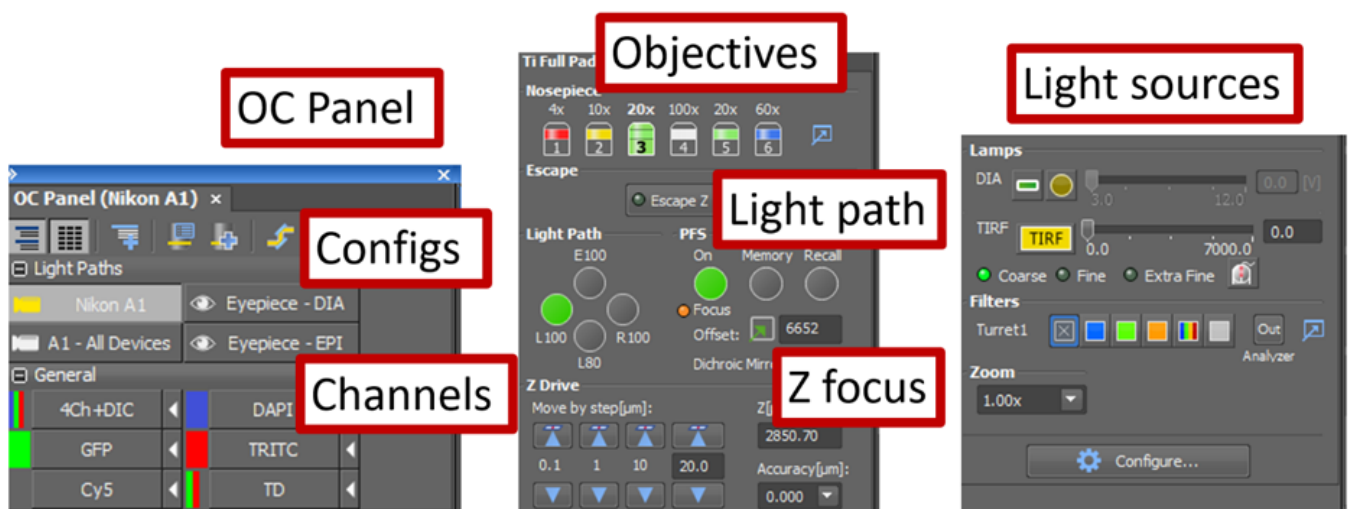 OC Panel
OC Panel (Nikon A1) ×
Configs
Light Paths
Nikon A1
Eyepiece - DIA
A1 - All Devices
Eyepiece - EPI
General
Channels
4Ch+DIC
DAPI
GFP
TRITC
Cy5
TD
Objectives
Ti Full Pad
Nosepiece
4x 10x 20x 100x 20x 60x
1 2 3 4 5 6
Escape
Escape Z
Light path
Light Path
PFS
E100
On Memory Recall
L100
R100
L80
Focus
Offset: 6652
Dichroic
Z focus
Z Drive
Move by step[µm]:
2850.70
0.1 1 10 20.0
Accuracy[µm]:
0.000
Light sources
Lamps
DIA
3.0 12.0
0.0 [V]
TIRF
TIRF
0.0 7000.0
0.0
Coarse Fine Extra Fine
Filters
Turret1
Out
Analyzer
Zoom
1.00x
Configure...